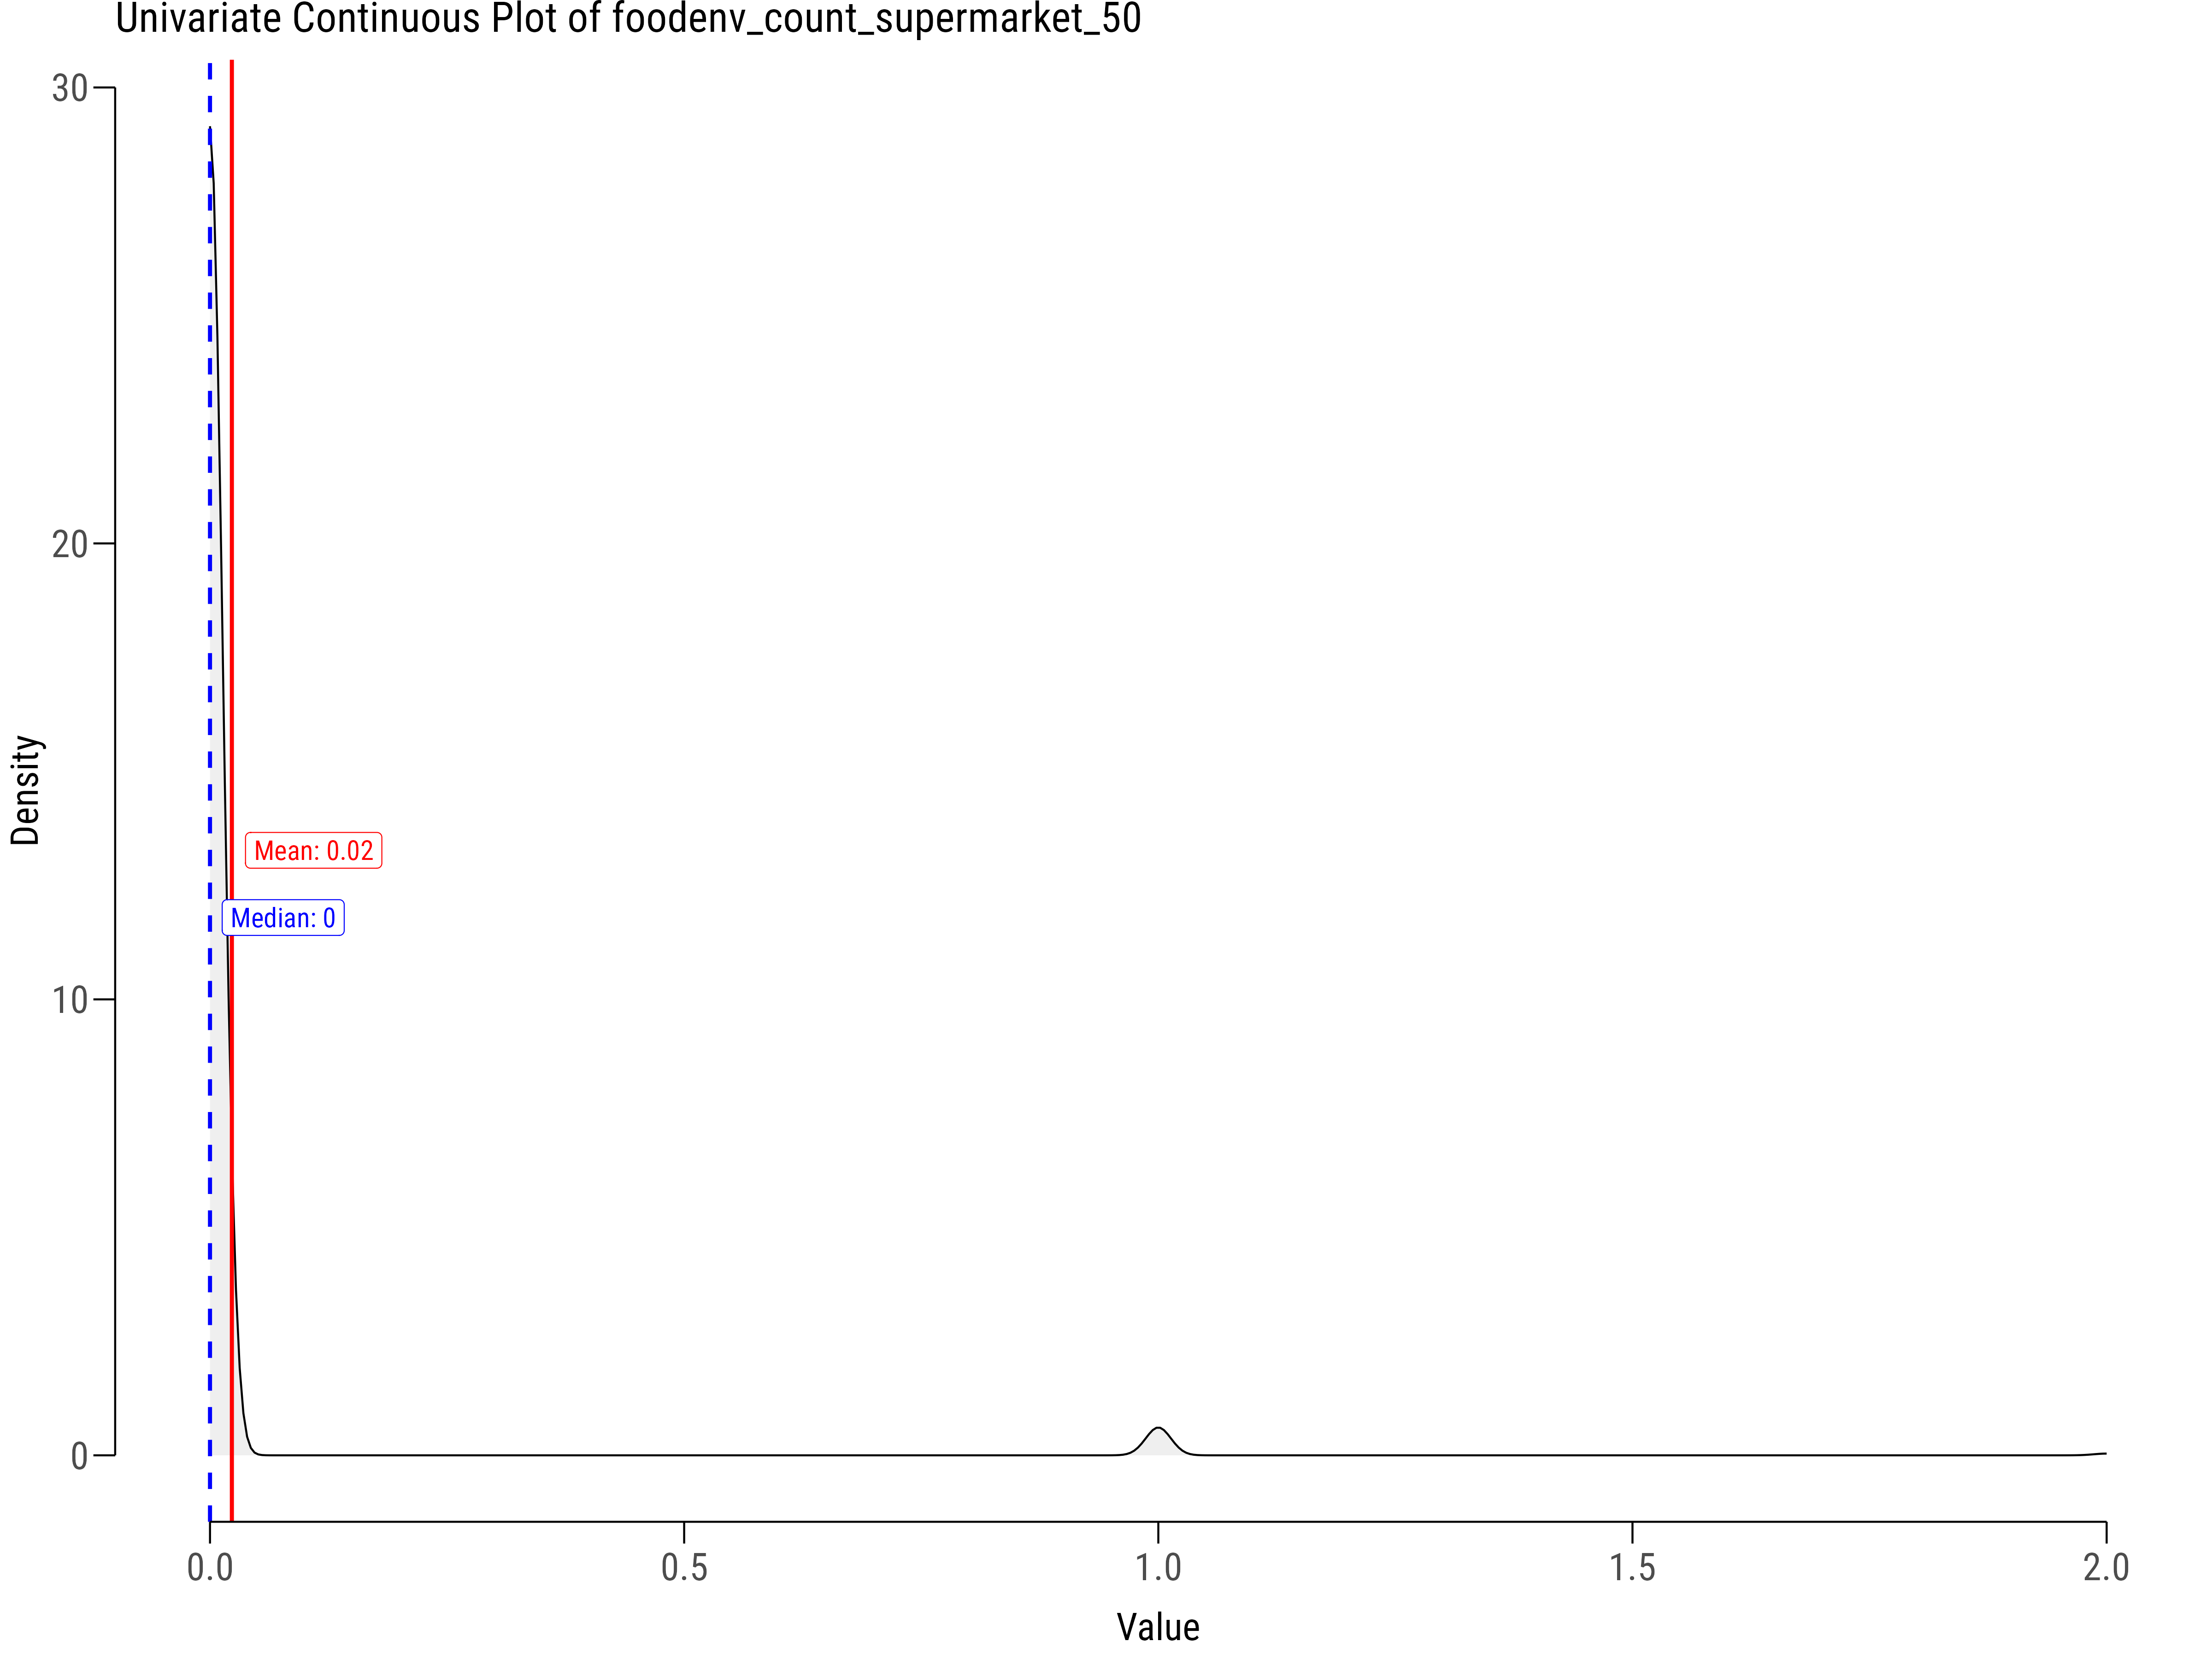 Univariate Continuous Plot of foodenv_count_supermarket_50
30
20
10
0
Density
Mean: 0.02
Median: 0
0.0
0.5
1.0
1.5
2.0
Value